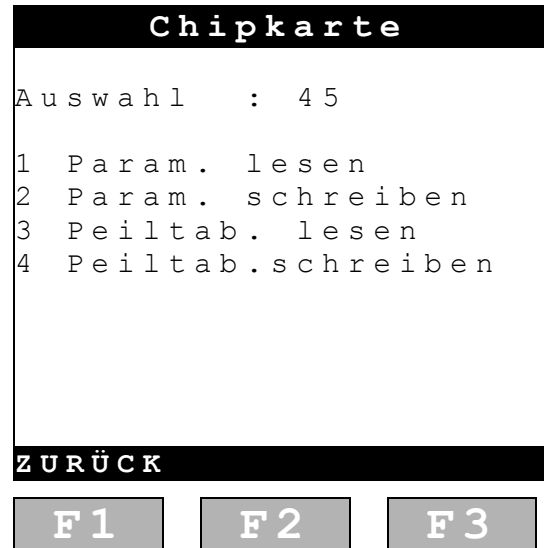 Chipkarte
Auswahl : 45
1 Param. lesen
2 Param. schreiben
3 Peiltab. lesen
4 Peiltab.schreiben
ZURÜCK
F1 F2 F3